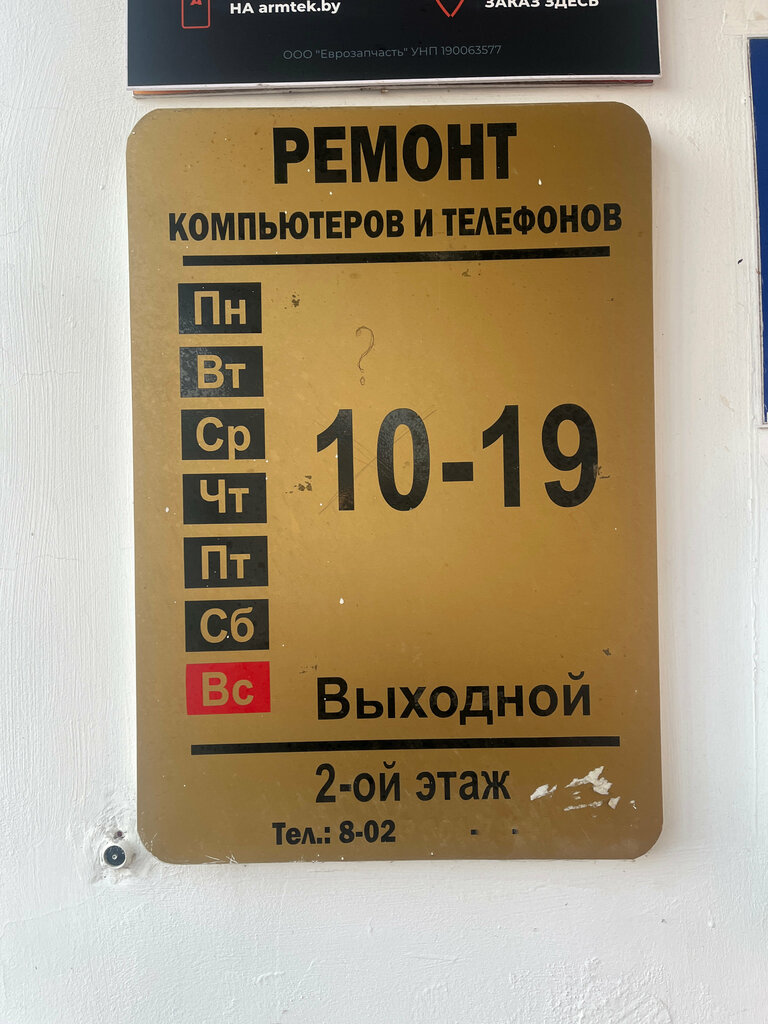 НА armtek.by
ЗАКАЗ ЗДЕСЬ
ООО "Еврозапчасть" УНП 190063577
РЕМОНТ
КОМПЬЮТЕРОВ И ТЕЛЕФОНОВ
Пн
?
Вт
Ср
10-19
Чт
Пт
Сб
Вс Выходной
2-ой этаж
Тел.: 8-02 - -